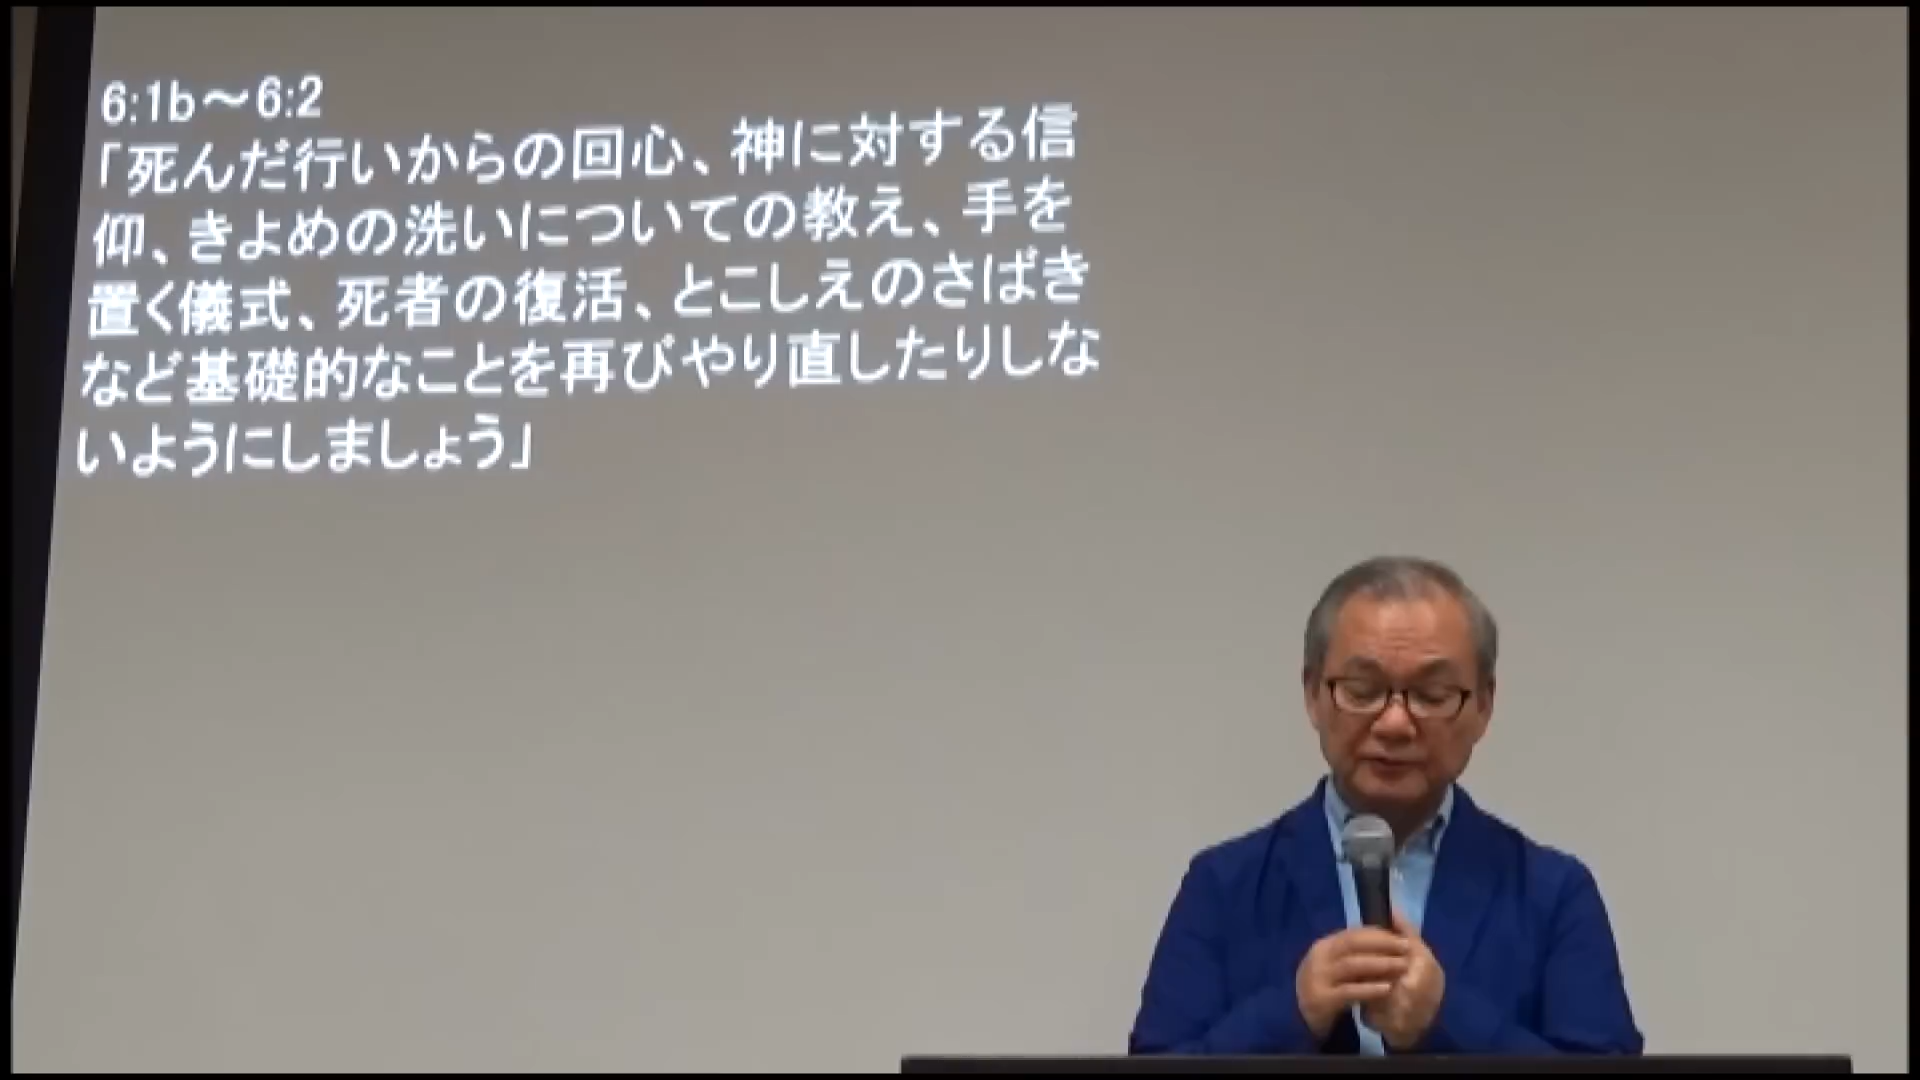 6:1b～6:2
「死んだ行いからの回心、神に対する信
仰、きよめの洗いについての教え、手を
置く儀式、死者の復活、とこしえのさばき
など基礎的なことを再びやり直したりしな
いようにしましょう」